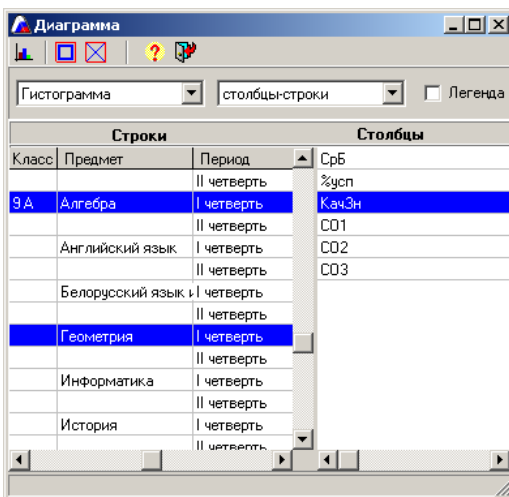 Диаграмма
Гистограмма столбцы-строки Легенда
Строки Столбцы
Класс Предмет Период СрБ
II четверть %усп
9 А Алгебра I четверть КачЗн
II четверть СО1
Английский язык I четверть СО2
II четверть СО3
Белорусский язык и I четверть
II четверть
Геометрия I четверть
II четверть
Информатика I четверть
II четверть
История I четверть
II четверть